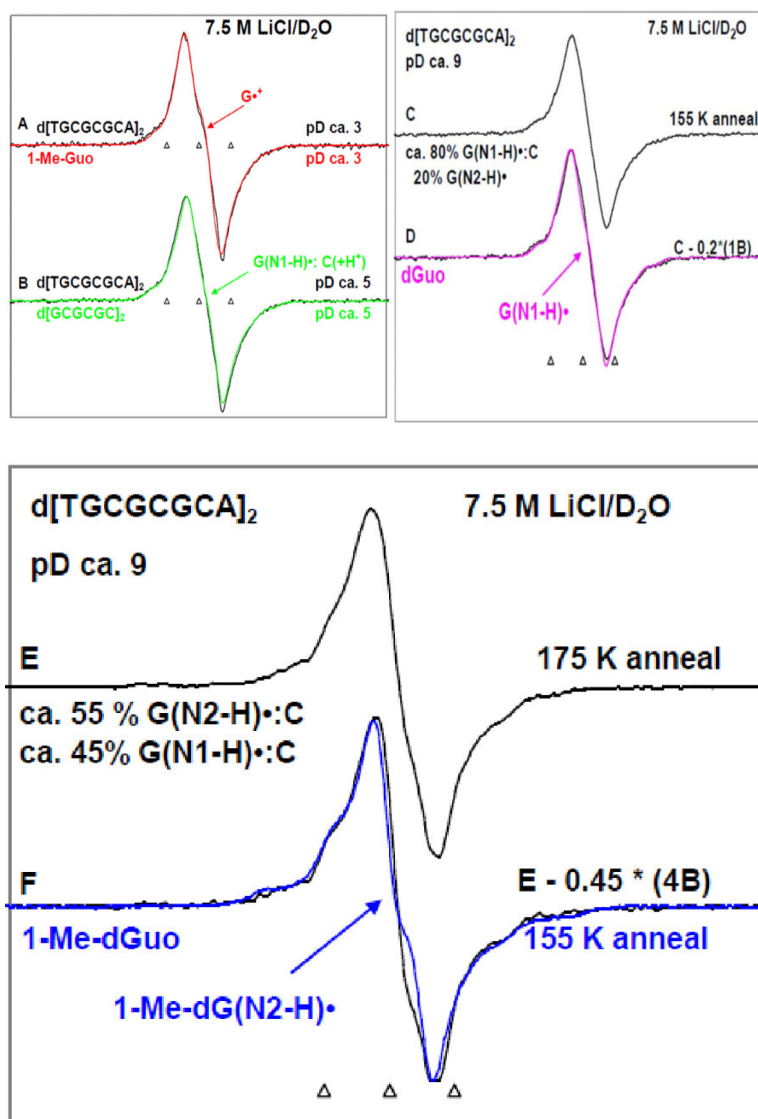 7.5 M LiCl/D₂O
G•⁺
A
d[TGCGCGCA]₂
pD ca. 3
1-Me-Guo
pD ca. 3
G(N1-H)•: C(+H⁺)
B
d[TGCGCGCA]₂
pD ca. 5
d[GCGCGC]₂
pD ca. 5
d[TGCGCGCA]₂
7.5 M LiCl/D₂O
pD ca. 9
C
155 K anneal
ca. 80% G(N1-H)•:C
20% G(N2-H)•
D
C - 0.2*(1B)
dGuo
G(N1-H)•
d[TGCGCGCA]₂
7.5 M LiCl/D₂O
pD ca. 9
E
175 K anneal
ca. 55 % G(N2-H)•:C
ca. 45% G(N1-H)•:C
F
E - 0.45 * (4B)
1-Me-dGuo
155 K anneal
1-Me-dG(N2-H)•